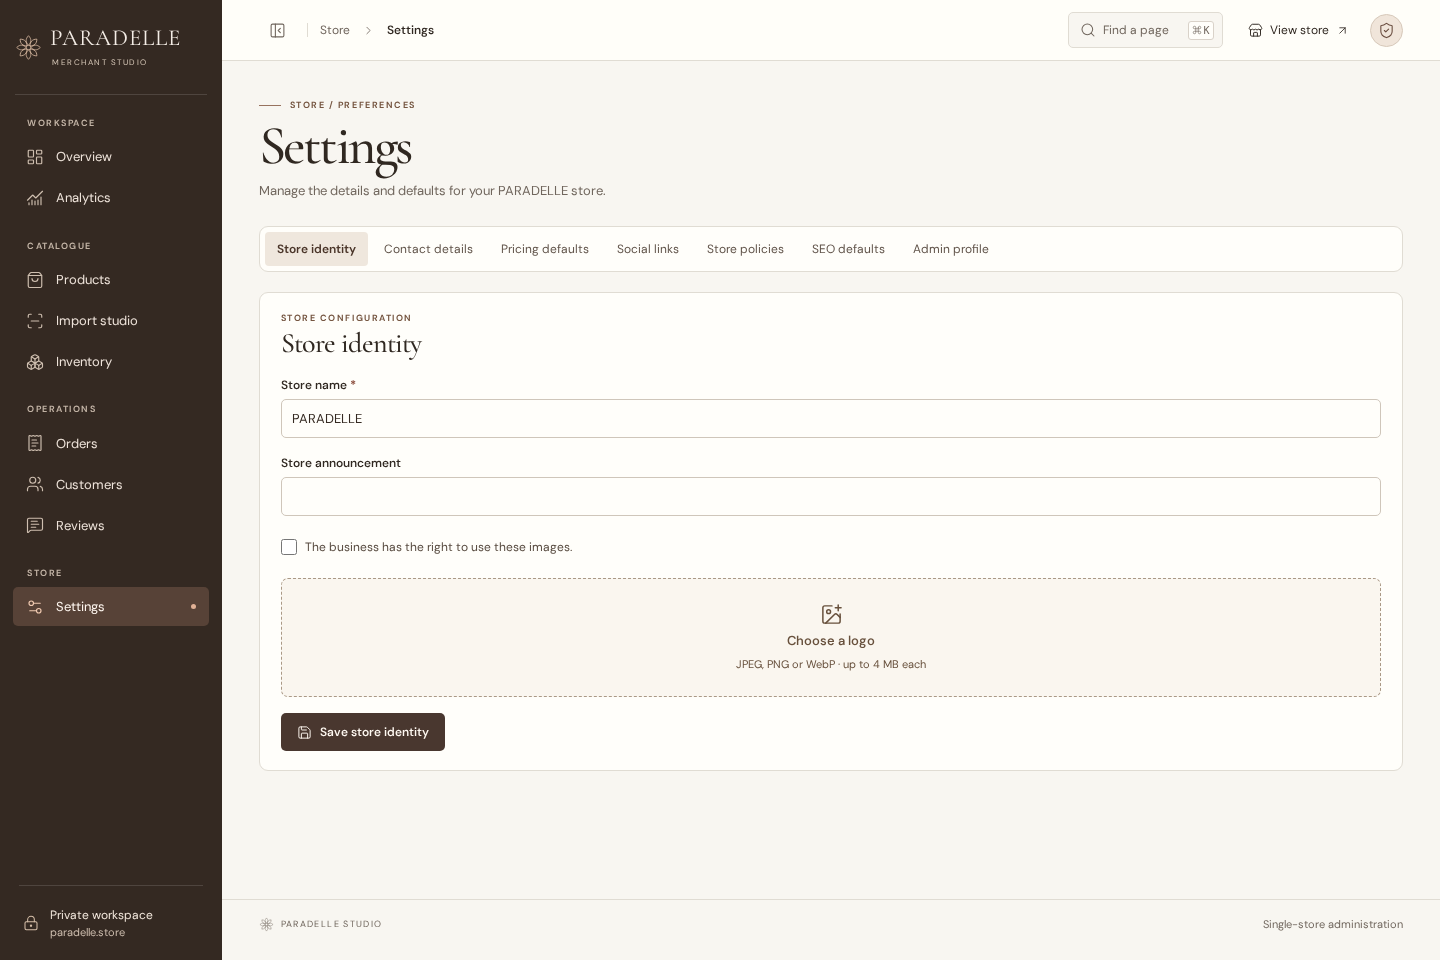 PARADELLE
MERCHANT STUDIO
WORKSPACE
Overview
Analytics
CATALOGUE
Products
Import studio
Inventory
OPERATIONS
Orders
Customers
Reviews
STORE
Settings
Private workspace
paradelle.store
Store > Settings
Find a page ⌘K
View store
STORE / PREFERENCES
Settings
Manage the details and defaults for your PARADELLE store.
Store identity Contact details Pricing defaults Social links Store policies SEO defaults Admin profile
STORE CONFIGURATION
Store identity
Store name *
PARADELLE
Store announcement
The business has the right to use these images.
Choose a logo
JPEG, PNG or WebP · up to 4 MB each
Save store identity
PARADELLE STUDIO
Single-store administration